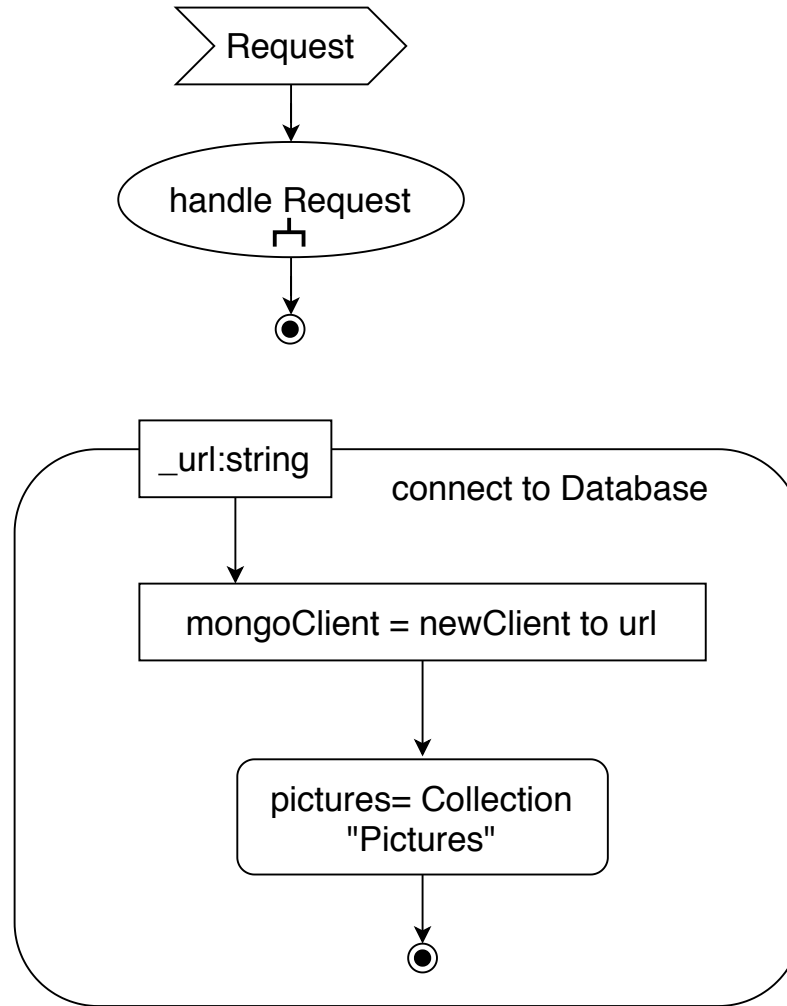 Request
handle Request
_url:string
connect to Database
mongoClient = newClient to url
pictures= Collection
"Pictures"